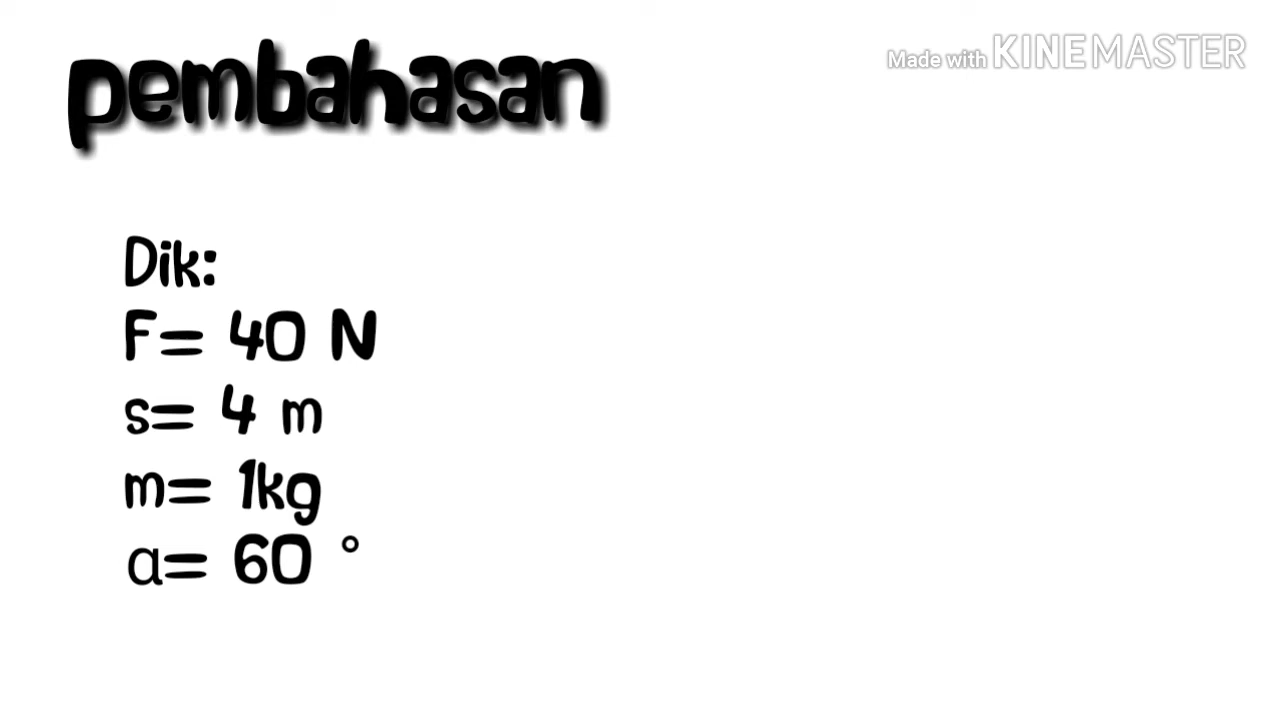 pembahasan
Made with KINEMASTER
Dik:
F= 40 N
s= 4 m
m= 1kg
a= 60 °